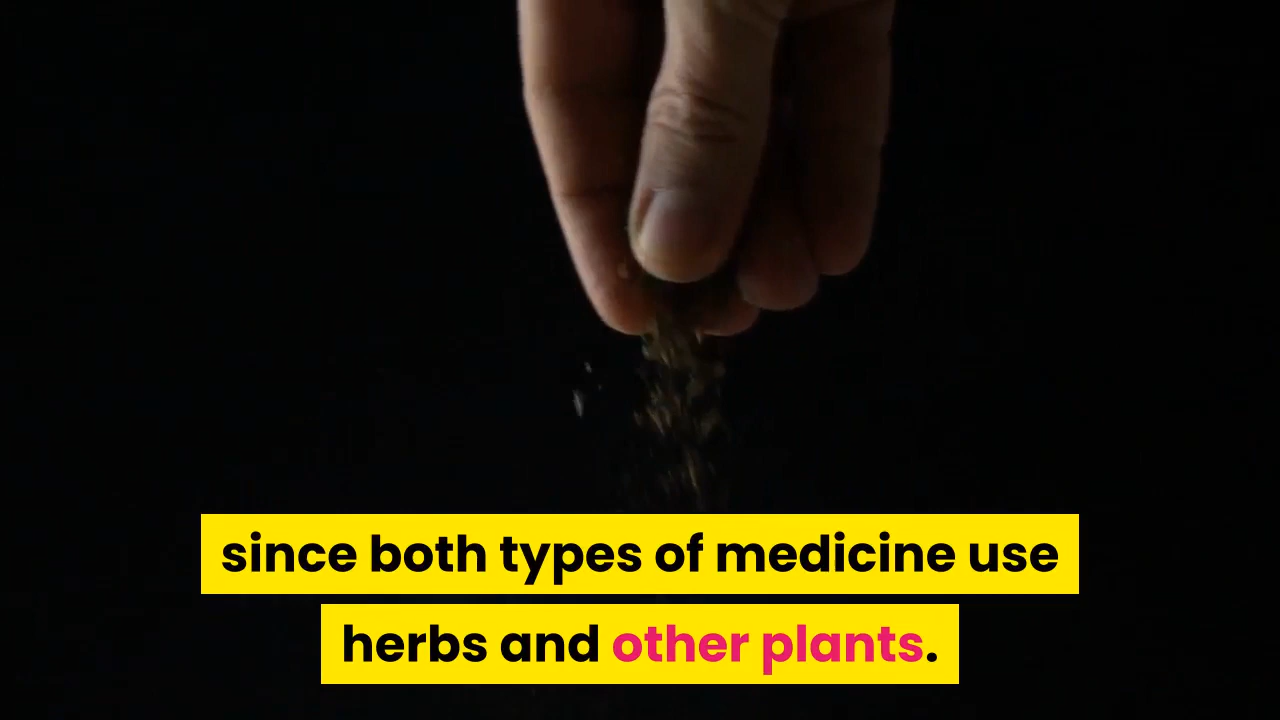 since both types of medicine use
herbs and other plants.